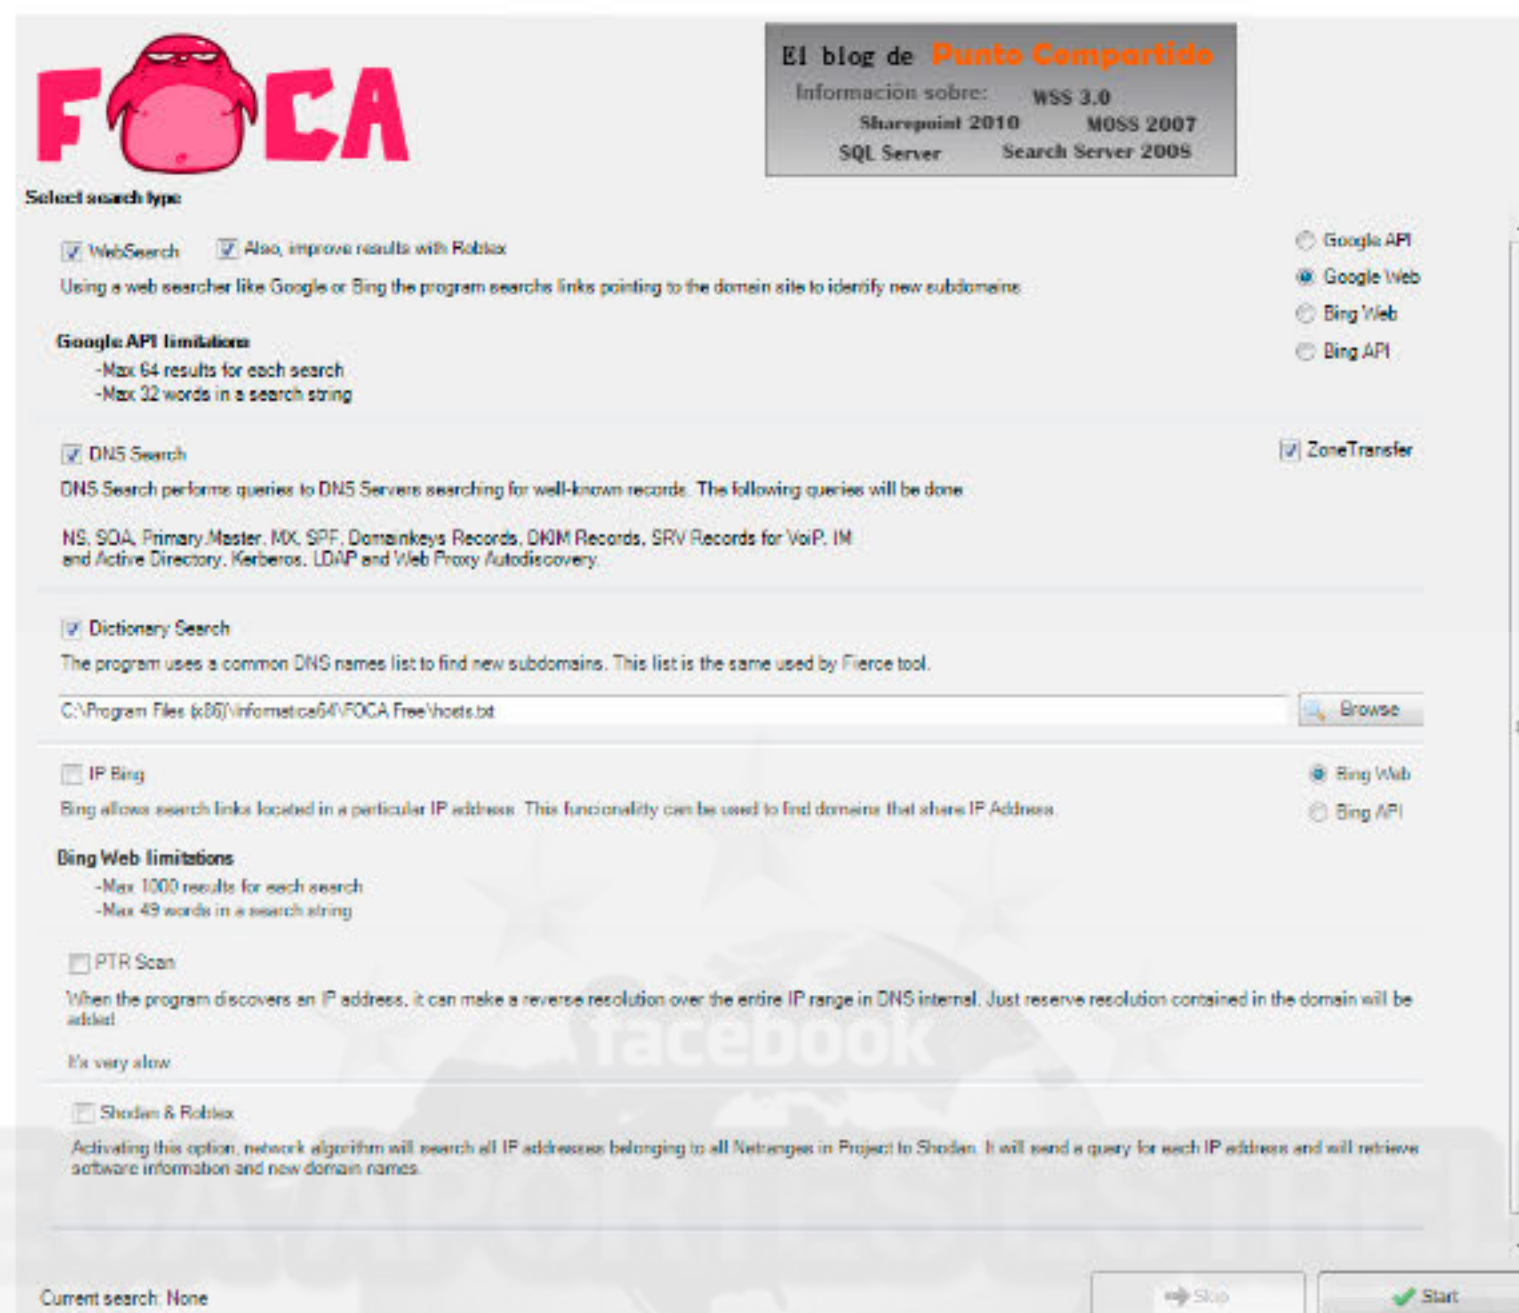 FOCA
El blog de Punto Compartido
Información sobre: WSS 3.0
Sharepoint 2010 MOSS 2007
SQL Server Search Server 2008
Select search type
WebSearch Also, improve results with Robtex
Google API
Using a web searcher like Google or Bing the program searchs links pointing to the domain site to identify new subdomains
Google Web
Bing Web
Google API limitations
Bing API
-Max 64 results for each search
-Max 32 words in a search string
DNS Search
ZoneTransfer
DNS Search performs queries to DNS Servers searching for well-known records. The following queries will be done
NS, SOA, Primary Master, MX, SPF, Domainkeys Records, DKIM Records, SRV Records for VoiP, IM
and Active Directory, Kerberos, LDAP and Web Proxy Autodiscovery.
Dictionary Search
The program uses a common DNS names list to find new subdomains. This list is the same used by Fierce tool.
C:\Program Files (x86)\Informatica64\FOCA Free\hosts.txt
Browse
IP Bing
Bing Web
Bing allows search links located in a particular IP address. This funcionality can be used to find domains that share IP Address.
Bing API
Bing Web limitations
-Max 1000 results for each search
-Max 49 words in a search string
PTR Scan
When the program discovers an IP address, it can make a reverse resolution over the entire IP range in DNS internal. Just reserve resolution contained in the domain will be
added
It's very slow
facebook
Shodan & Robtex
Activating this option, network algorithm will search all IP addresses belonging to all Netranges in Project to Shodan. It will send a query for each IP address and will retrieve
software information and new domain names.
APORTES
Current search: None
Skip
Start